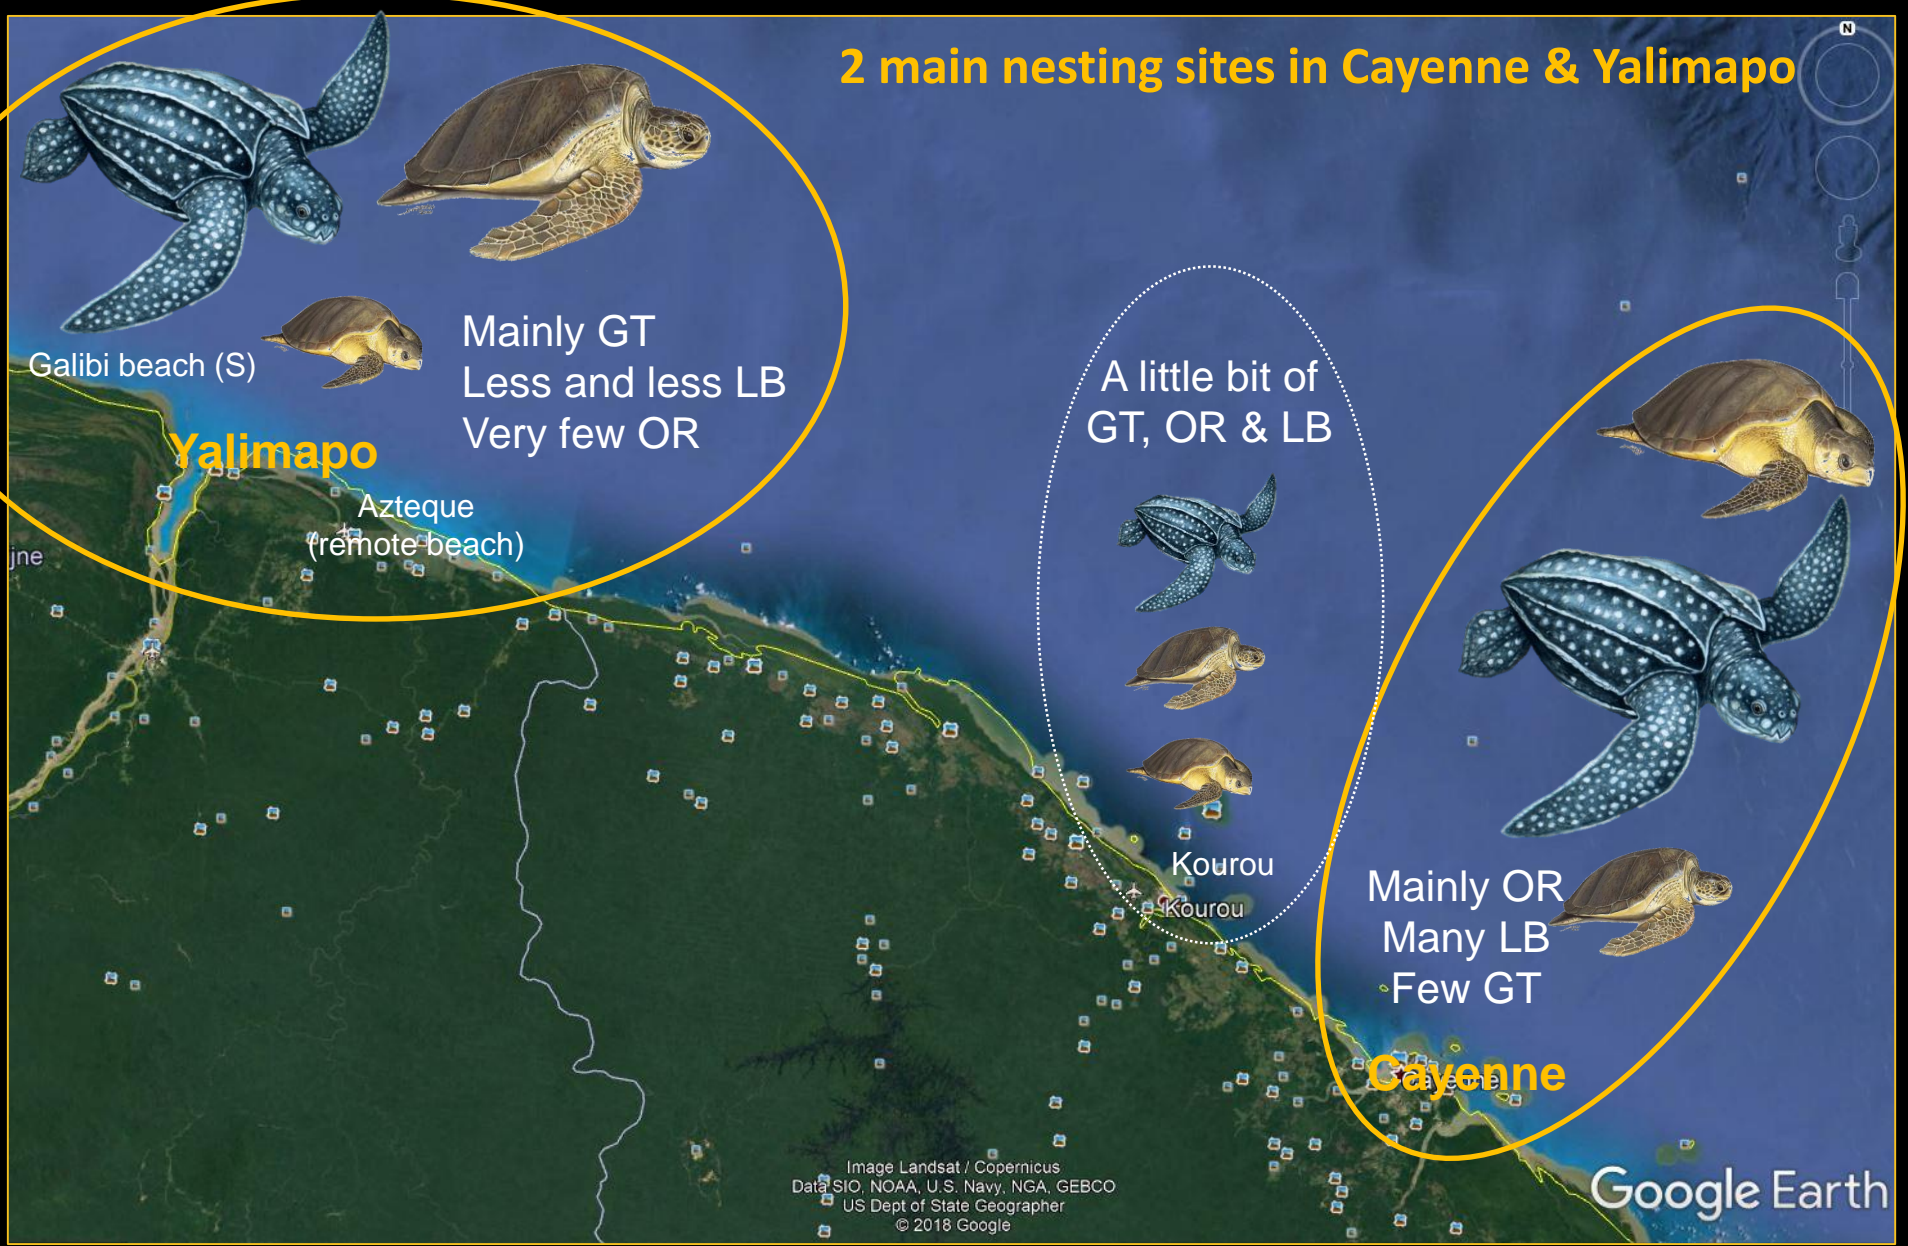 2 main nesting sites in Cayenne & Yalimapo
N
Mainly GT
Less and less LB
Very few OR
Galibi beach (S)
Yalimapo
Azteque
(remote beach)
jne
A little bit of
GT, OR & LB
Kourou
Kourou
Mainly OR
Many LB
Few GT
Cayenne
Cayenne
Image Landsat / Copernicus
Data SIO, NOAA, U.S. Navy, NGA, GEBCO
US Dept of State Geographer
© 2018 Google
Google Earth